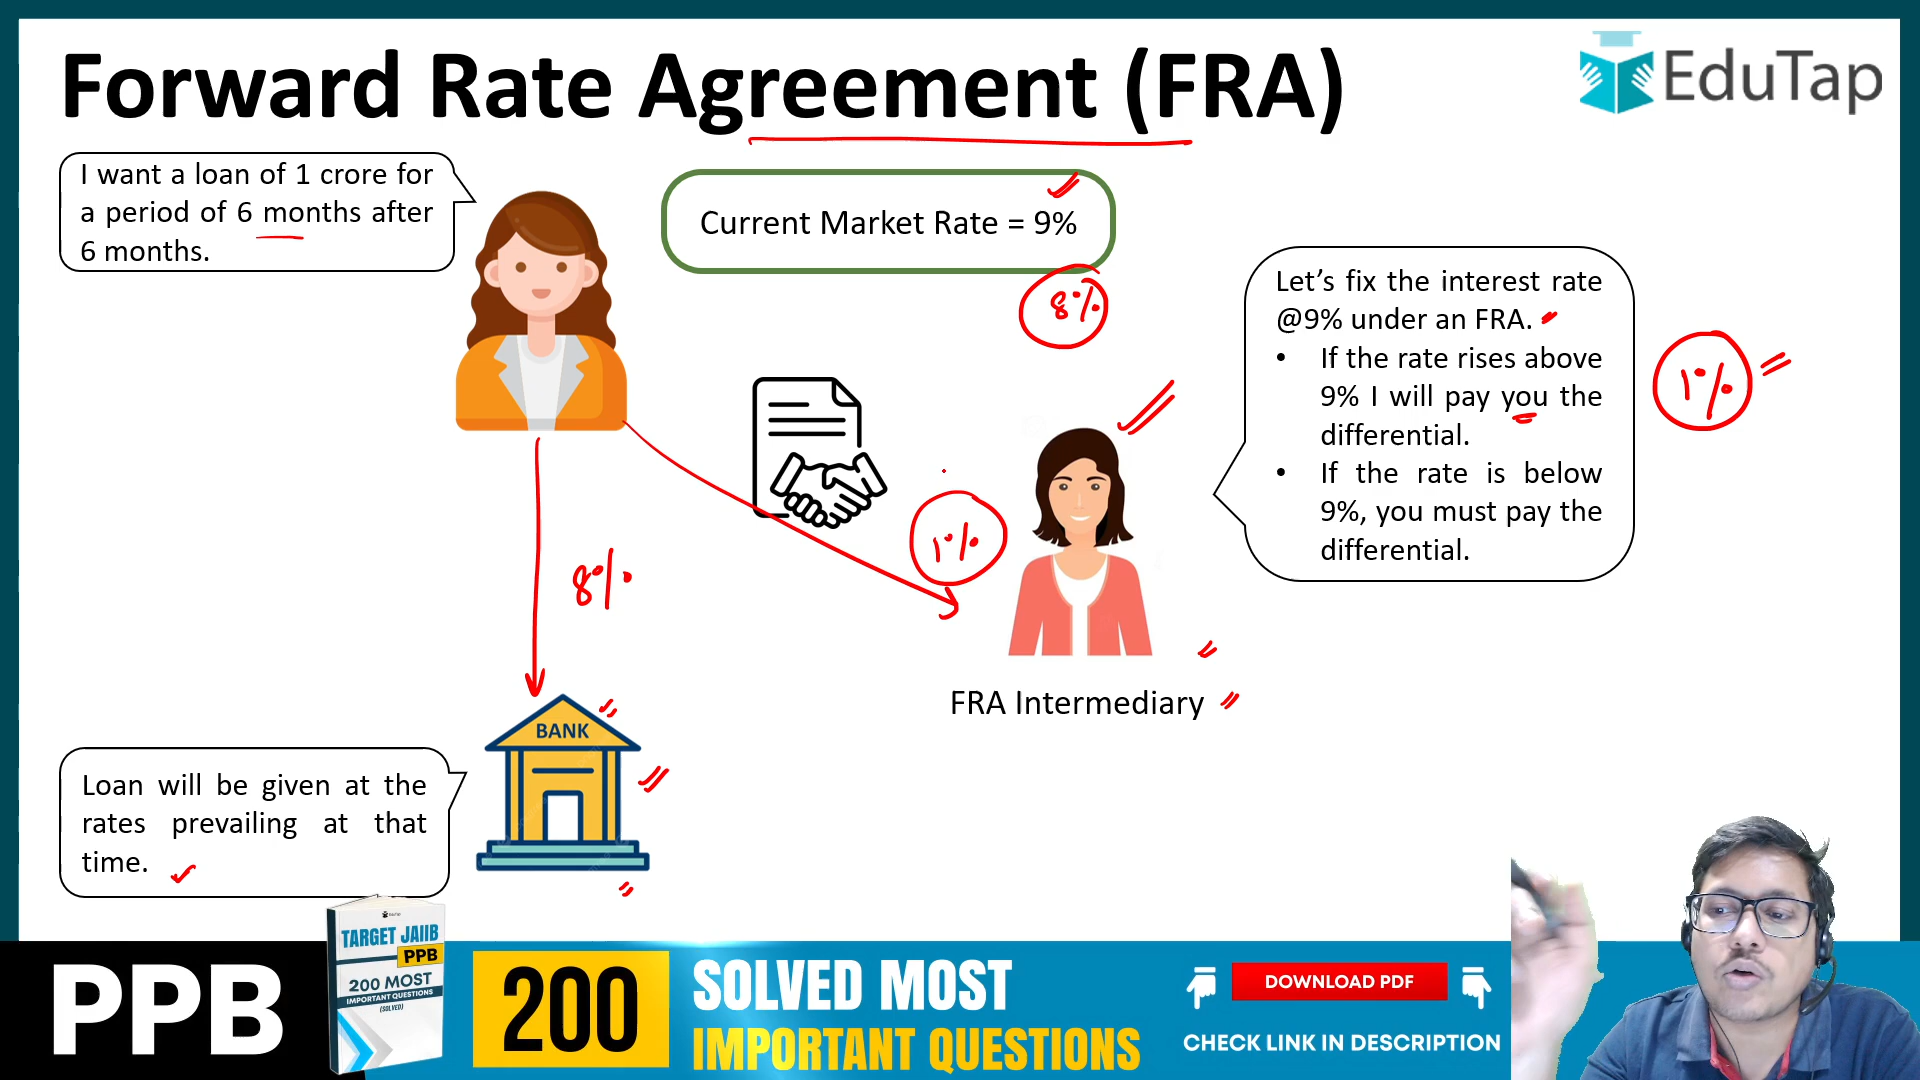 Forward Rate Agreement (FRA)
EduTap
I want a loan of 1 crore for
a period of 6 months after
6 months.
Current Market Rate = 9%
8%
Let’s fix the interest rate
@9% under an FRA.
• If the rate rises above
9% I will pay you the
differential.
• If the rate is below
9%, you must pay the
differential.
1%
1%
8%
FRA Intermediary
BANK
Loan will be given at the
rates prevailing at that
time.
TARGET JAIIB
PPB
200 MOST
IMPORTANT QUESTIONS
(SOLVED)
PPB
200
SOLVED MOST
IMPORTANT QUESTIONS
DOWNLOAD PDF
CHECK LINK IN DESCRIPTION